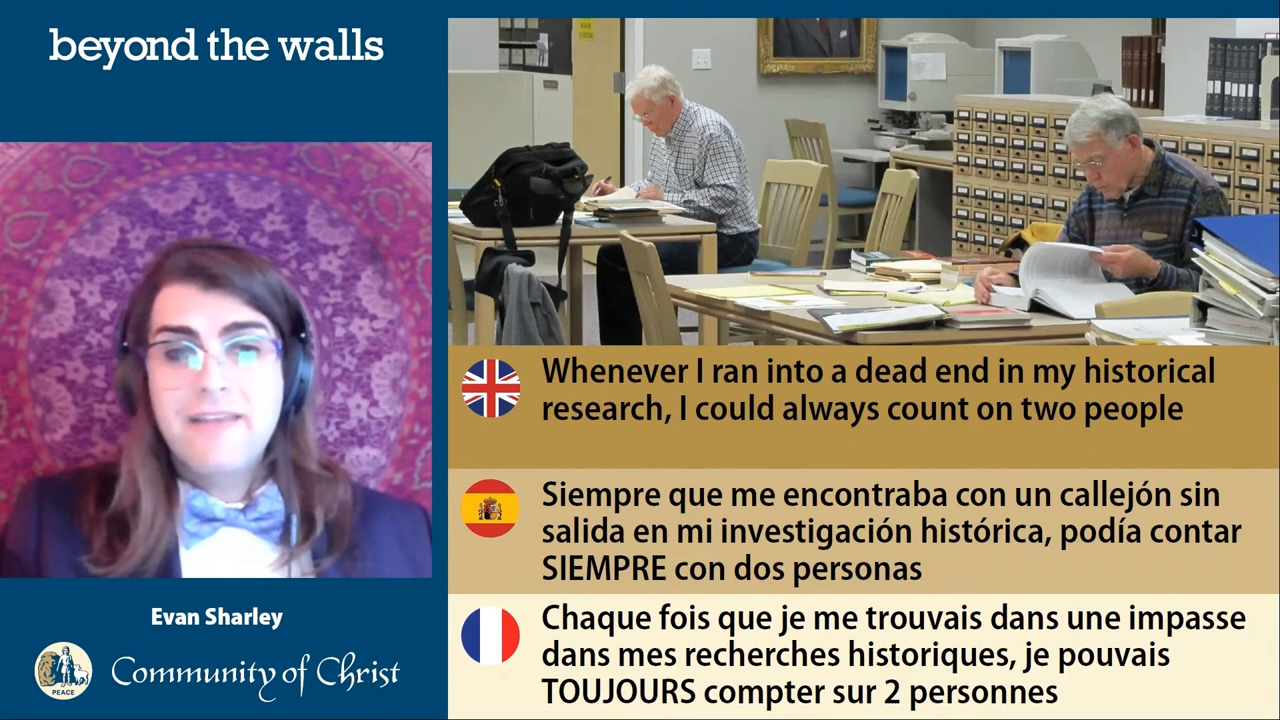 beyond the walls
Whenever I ran into a dead end in my historical
research, I could always count on two people
Siempre que me encontraba con un callejón sin
salida en mi investigación histórica, podía contar
SIEMPRE con dos personas
Chaque fois que je me trouvais dans une impasse
dans mes recherches historiques, je pouvais
TOUJOURS compter sur 2 personnes
Evan Sharley
PEACE
Community of Christ